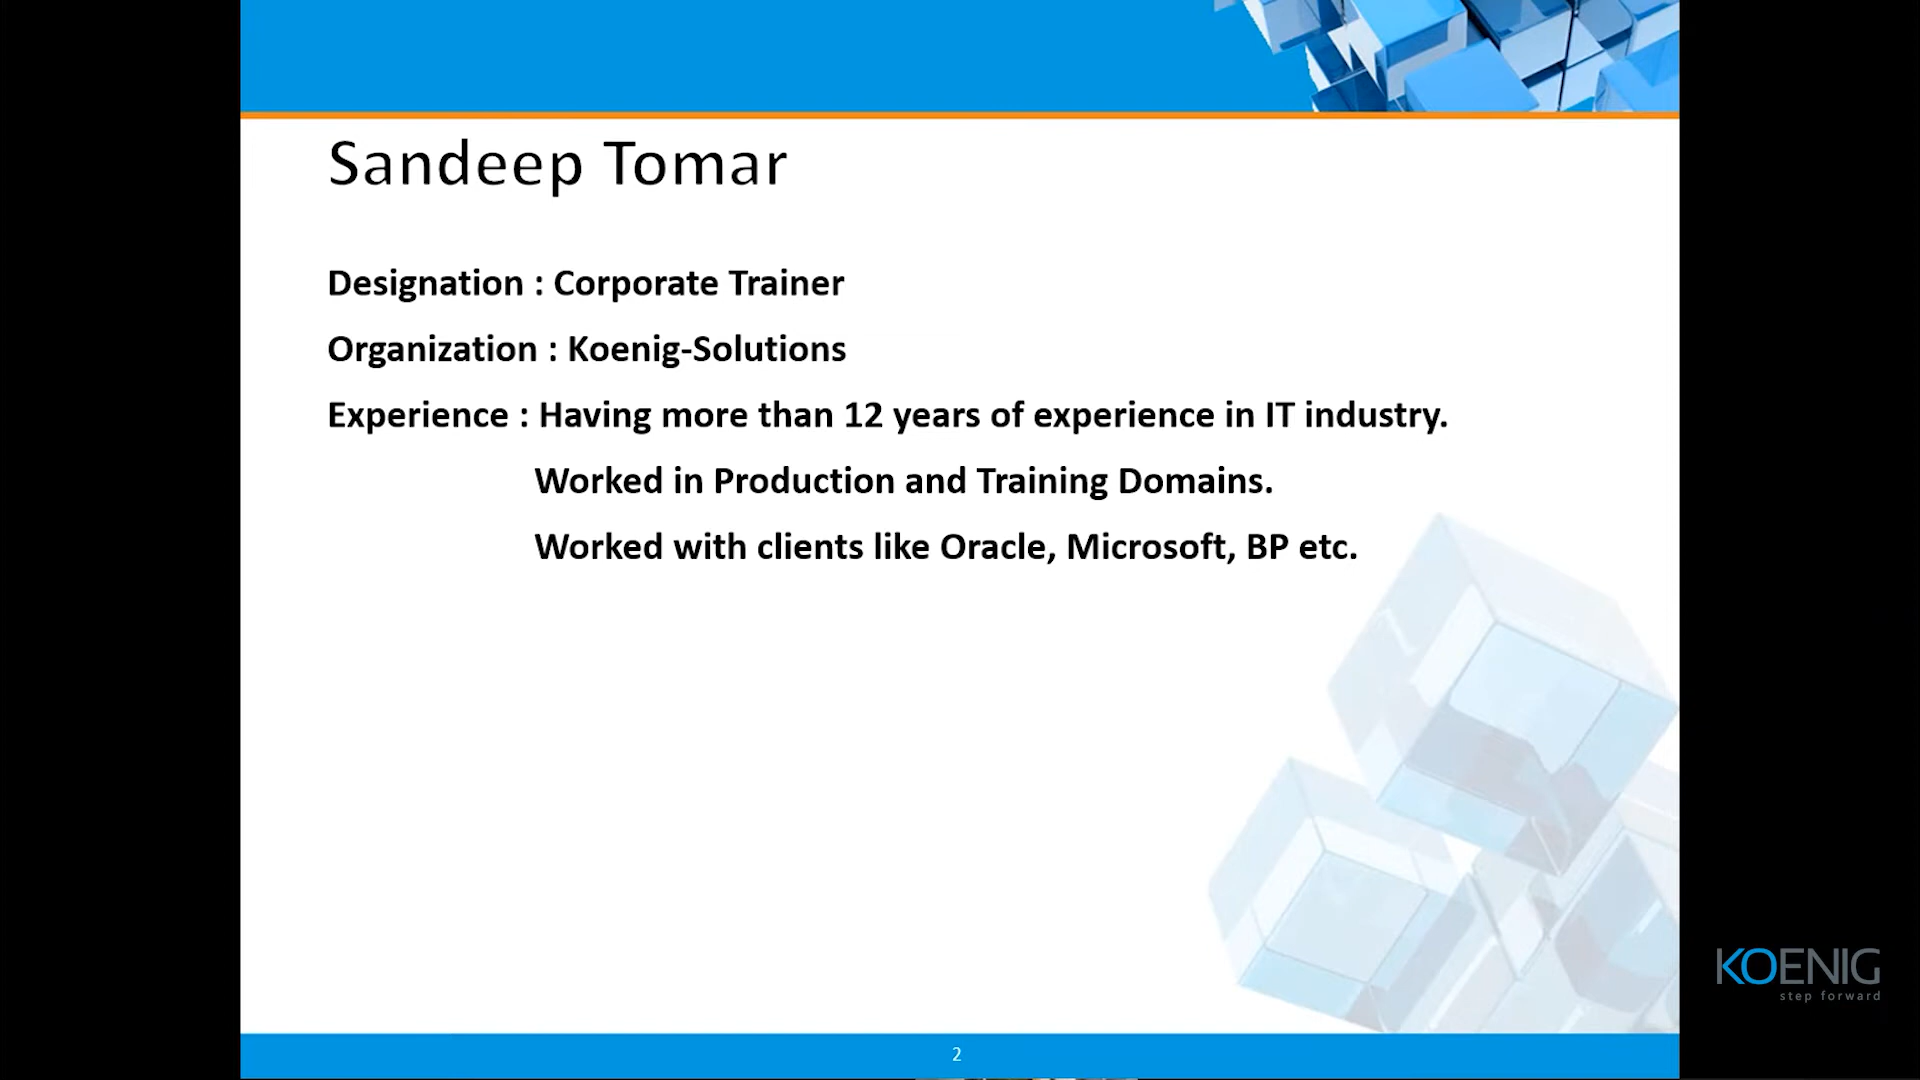 Sandeep Tomar
Designation : Corporate Trainer
Organization : Koenig-Solutions
Experience : Having more than 12 years of experience in IT industry.
Worked in Production and Training Domains.
Worked with clients like Oracle, Microsoft, BP etc.
KOENIG
step forward
2